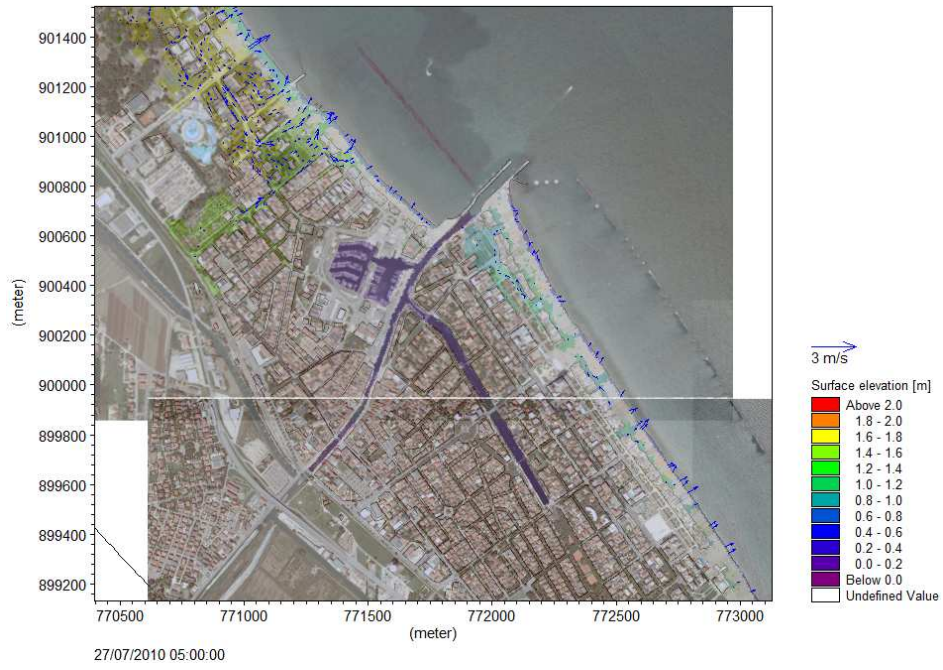 901400
901200
901000
900800
900600
900400
900200
900000
899800
899600
899400
899200
(meter)
770500
771000
771500
772000
772500
773000
(meter)
27/07/2010 05:00:00
3 m/s
Surface elevation [m]
Above 2.0
1.8 - 2.0
1.6 - 1.8
1.4 - 1.6
1.2 - 1.4
1.0 - 1.2
0.8 - 1.0
0.6 - 0.8
0.4 - 0.6
0.2 - 0.4
0.0 - 0.2
Below 0.0
Undefined Value